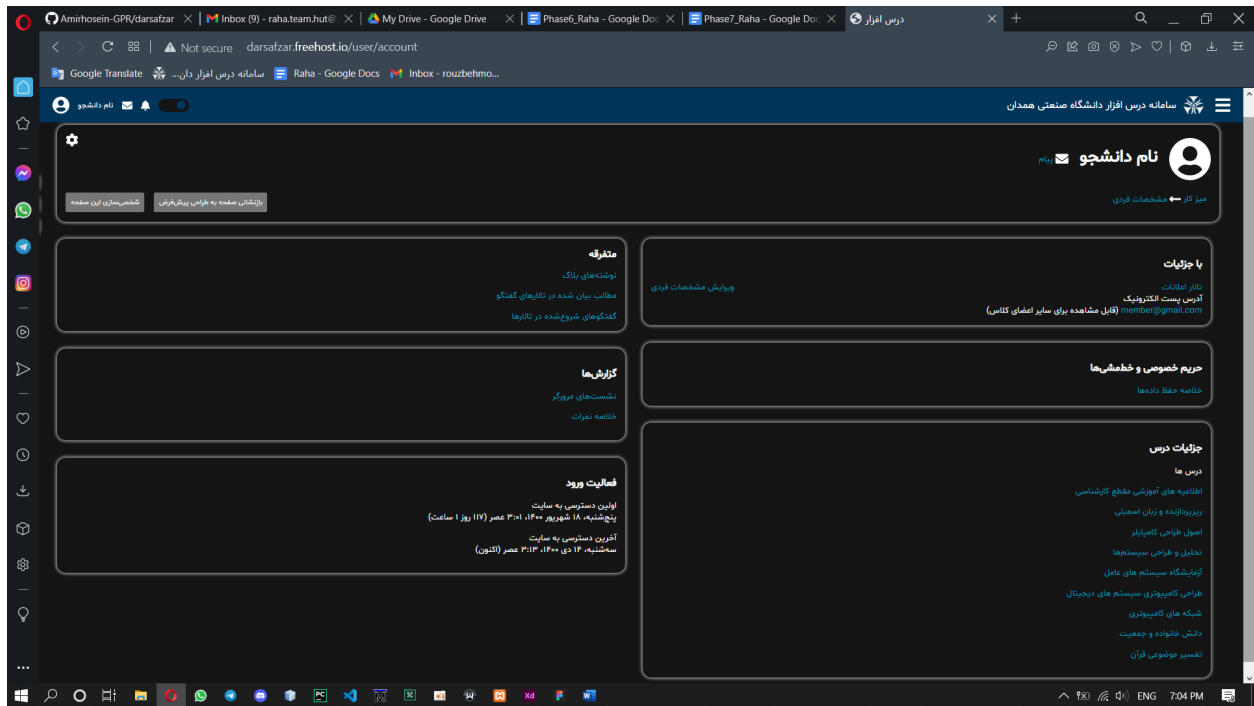 Amirhosein-GPR/darsafzar
Inbox (9) - raha.team.hut@
My Drive - Google Drive
Phase6_Raha - Google Doc
Phase7_Raha - Google Doc
درس افزار
Not secure darsafzar.freehost.io/user/account
Google Translate
سامانه درس افزار دان...
Raha - Google Docs
Inbox - rouzbehmo...
سامانه درس افزار دانشگاه صنعتی همدان
نام دانشجو
نام دانشجو
پیام
میز کار
مشخصات فردی
بازنشانی صفحه به طراحی پیش‌فرض
شخصی‌سازی این صفحه
با جزئیات
تالار اعلانات
ویرایش مشخصات فردی
آدرس پست الکترونیک
member@gmail.com (قابل مشاهده برای سایر اعضای کلاس)
حریم خصوصی و خط‌مشی‌ها
خلاصه حفظ داده‌ها
جزئیات درس
درس ها
اطلاعیه های آموزشی مقطع کارشناسی
ریزپردازنده و زبان اسمبلی
اصول طراحی کامپایلر
تحلیل و طراحی سیستم‌ها
آزمایشگاه سیستم های عامل
طراحی کامپیوتری سیستم های دیجیتال
شبکه های کامپیوتری
دانش خانواده و جمعیت
تفسیر موضوعی قرآن
متفرقه
نوشته‌های بلاگ
مطالب بیان شده در تالارهای گفتگو
گفتگوهای شروع‌شده در تالارها
گزارش‌ها
نشست‌های مرورگر
خلاصه نمرات
فعالیت ورود
اولین دسترسی به سایت
پنج‌شنبه، ۱۸ شهریور ۱۴۰۰، ۳:۰۱ عصر (۱۱۷ روز ۱ ساعت)
آخرین دسترسی به سایت
سه‌شنبه، ۱۴ دی ۱۴۰۰، ۳:۱۳ عصر (اکنون)
ENG 7:04 PM